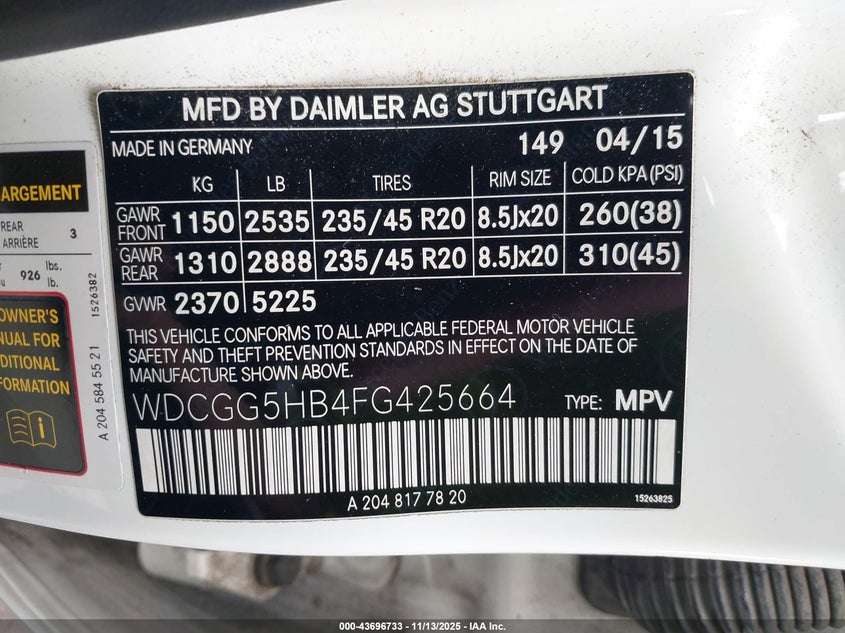 MFD BY DAIMLER AG STUTTGART
MADE IN GERMANY 149 04/15
KG LB TIRES RIM SIZE COLD KPA(PSI)
GAWR FRONT 1150 2535 235/45 R20 8.5Jx20 260(38)
GAWR REAR 1310 2888 235/45 R20 8.5Jx20 310(45)
GVWR 2370 5225
THIS VEHICLE CONFORMS TO ALL APPLICABLE FEDERAL MOTOR VEHICLE
SAFETY AND THEFT PREVENTION STANDARDS IN EFFECT ON THE DATE OF
MANUFACTURE SHOWN ABOVE.
WDCGG5HB4FG425664 TYPE: MPV
A 204 817 78 20 15263825
ARGEMENT
REAR
ARRIÈRE 3
926 lbs.
lb.
OWNER'S
FOR
1526382
A 204 584 55 21
000-43696733 - 11/13/2025 - IAA Inc.